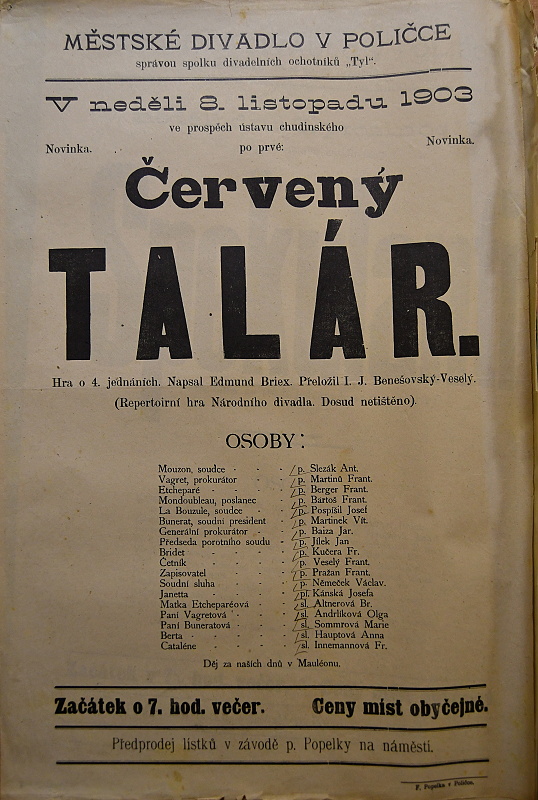 MĚSTSKÉ DIVADLO V POLIČCE
správou spolku divadelních ochotníků „Tyl“.
V neděli 8. listopadu 1903
ve prospěch ústavu chudinského
Novinka. po prvé: Novinka.
Červený
TALÁR.
Hra o 4. jednáních. Napsal Edmund Briex. Přeložil I. J. Benešovský-Veselý.
(Repertoirní hra Národního divadla. Dosud netištěno).
OSOBY:
Mouzon, soudce - - - p. Slezák Ant.
Vagret, prokurátor - - p. Martinů Frant.
Etcheparé - - - - p. Berger Frant.
Mondoubleau, poslanec - - p. Bartoš Frant.
La Bouzule, soudce - - p. Pospíšil Josef
Bunerat, soudní president - p. Martinek Vít.
Generální prokurátor - - p. Baiza Jar.
Předseda porotního soudu - p. Jílek Jan
Bridet - - - - - p. Kučera Fr.
Četník - - - - - p. Veselý Frant.
Zapisovatel - - - - p. Pražan Frant.
Soudní sluha - - - - p. Němeček Václav.
Janetta - - - - - pí. Kánská Josefa
Matka Etcheparéová - - sl. Altnerová Br.
Paní Vagretová - - - sl. Andrlíková Olga
Paní Buneratová - - - sl. Sommrová Marie
Berta - - - - - sl. Hauptová Anna
Cataléne - - - - sl. Innemannová Fr.
Děj za naších dnů v Mauléonu.
Začátek o 7. hod. večer. Ceny míst obyčejné.
Předprodej lístků v závodě p. Popelky na náměstí.
F. Popelka v Poličce.